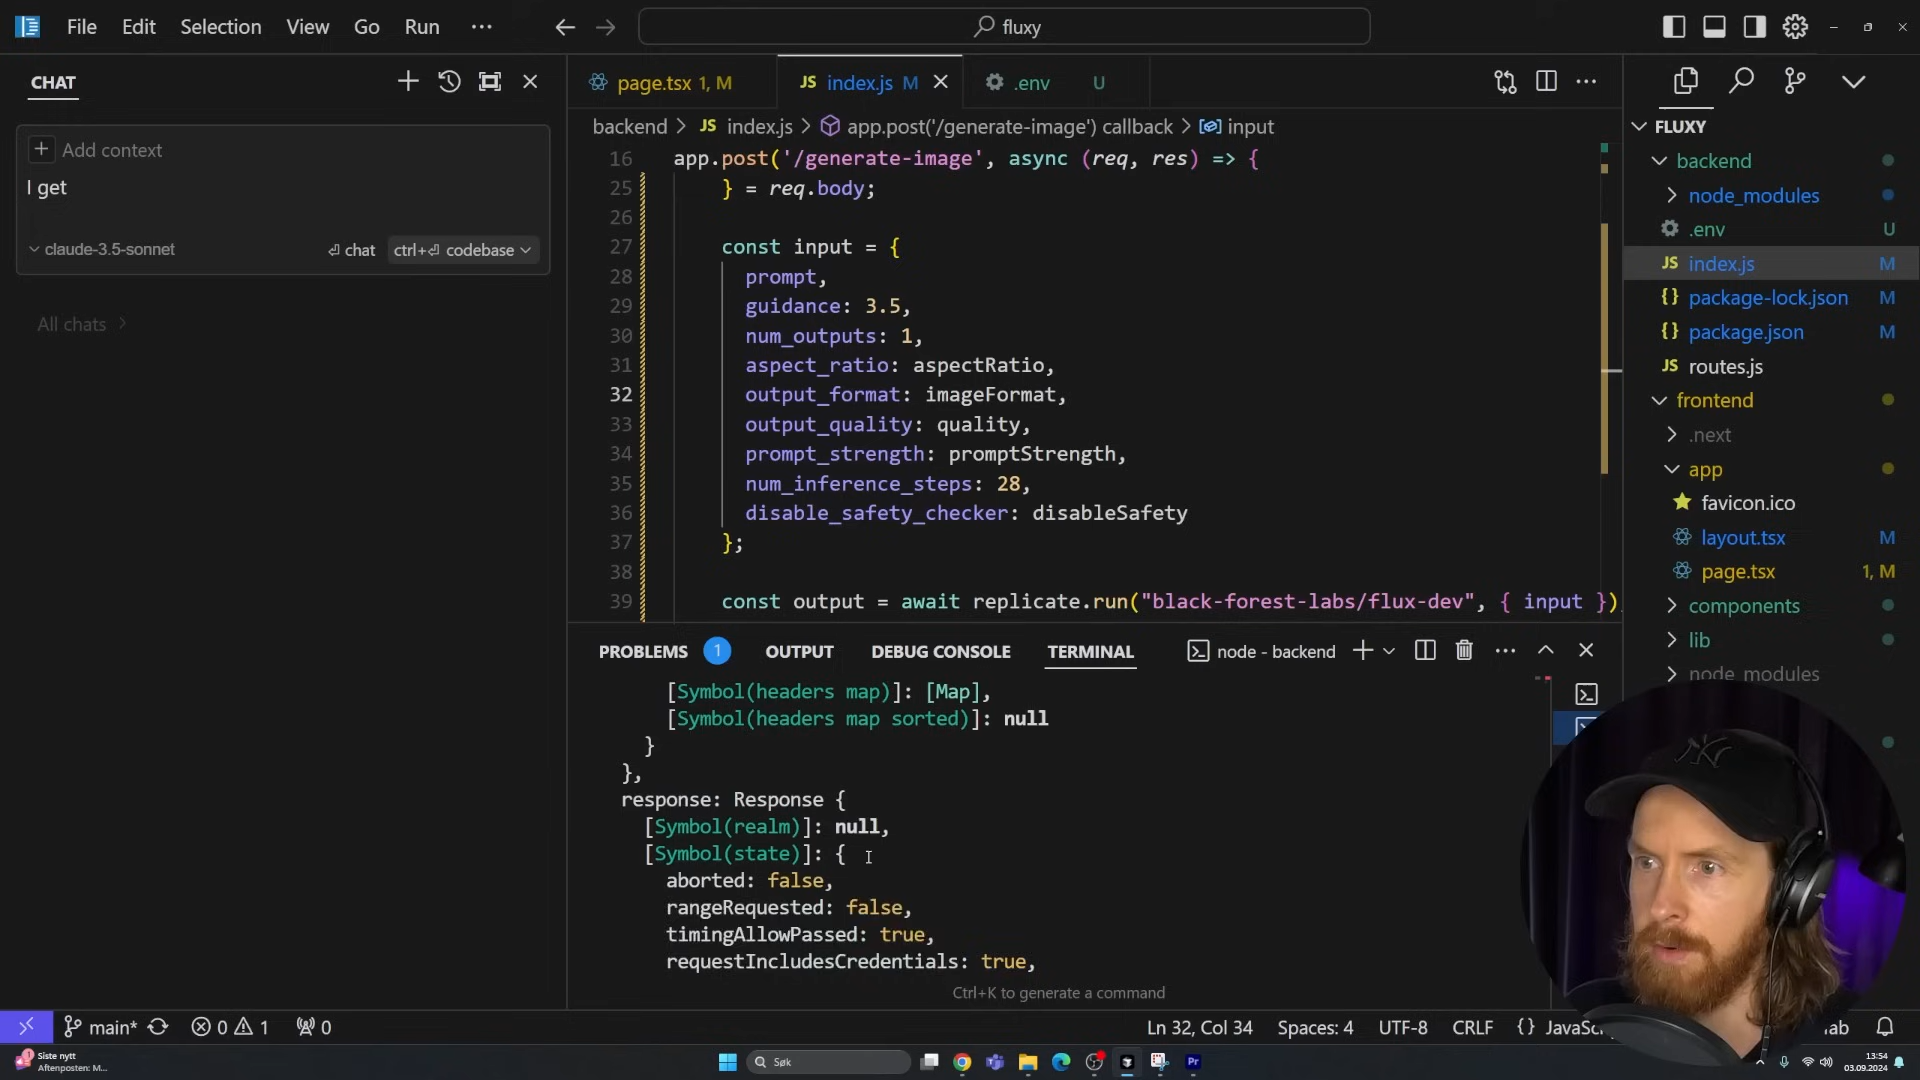 File Edit Selection View Go Run ...
fluxy
CHAT
Add context
I get
claude-3.5-sonnet
chat
ctrl+⏎ codebase
All chats
page.tsx 1, M
JS index.js M
.env U
backend > JS index.js > app.post('/generate-image') callback > input
16 app.post('/generate-image', async (req, res) => {
25 } = req.body;
26
27 const input = {
28 prompt,
29 guidance: 3.5,
30 num_outputs: 1,
31 aspect_ratio: aspectRatio,
32 output_format: imageFormat,
33 output_quality: quality,
34 prompt_strength: promptStrength,
35 num_inference_steps: 28,
36 disable_safety_checker: disableSafety
37 };
38
39 const output = await replicate.run("black-forest-labs/flux-dev", { input })
PROBLEMS 1 OUTPUT DEBUG CONSOLE TERMINAL
node - backend
[Symbol(headers map)]: [Map],
[Symbol(headers map sorted)]: null
}
},
response: Response {
[Symbol(realm)]: null,
[Symbol(state)]: {
aborted: false,
rangeRequested: false,
timingAllowPassed: true,
requestIncludesCredentials: true,
Ctrl+K to generate a command
FLUXY
backend
node_modules
.env U
JS index.js M
{} package-lock.json M
{} package.json M
JS routes.js
frontend
.next
app
favicon.ico
layout.tsx M
page.tsx 1, M
components
lib
node_modules
main* 0 1 0
Ln 32, Col 34 Spaces: 4 UTF-8 CRLF {}
Siste nytt
Aftenposten: M...
Søk
Pr
13:54
03.09.2024